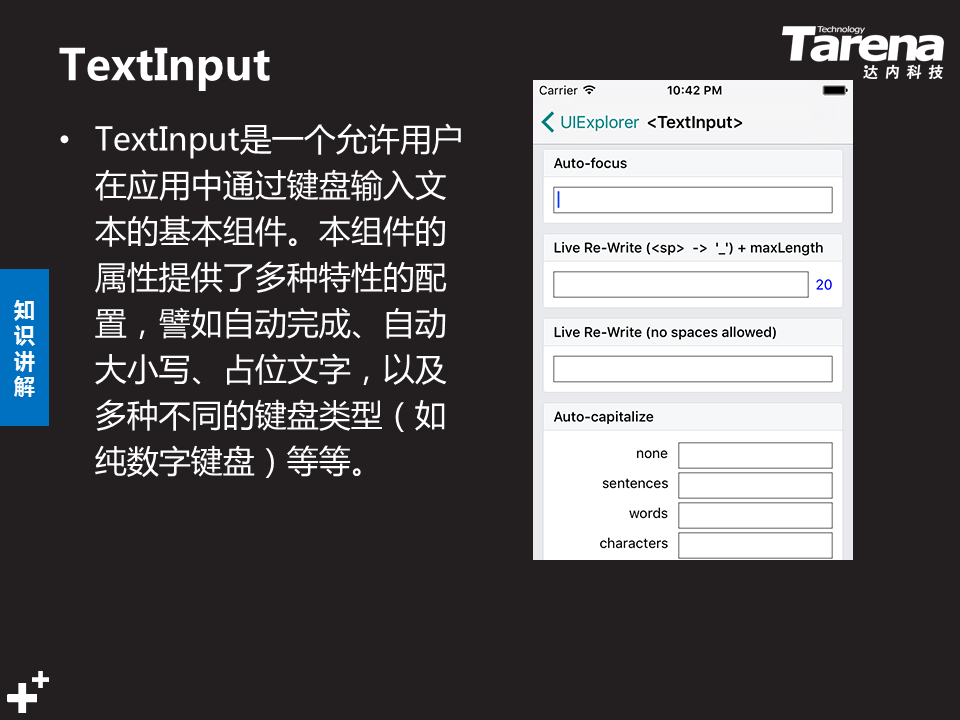 TextInput
Technology
Tarena
达内科技
• TextInput是一个允许用户
在应用中通过键盘输入文
本的基本组件。本组件的
属性提供了多种特性的配
置，譬如自动完成、自动
大小写、占位文字，以及
多种不同的键盘类型（如
纯数字键盘）等等。
知识讲解
Carrier 10:42 PM
UIExplorer <TextInput>
Auto-focus
Live Re-Write (<sp> -> '_') + maxLength
20
Live Re-Write (no spaces allowed)
Auto-capitalize
none
sentences
words
characters